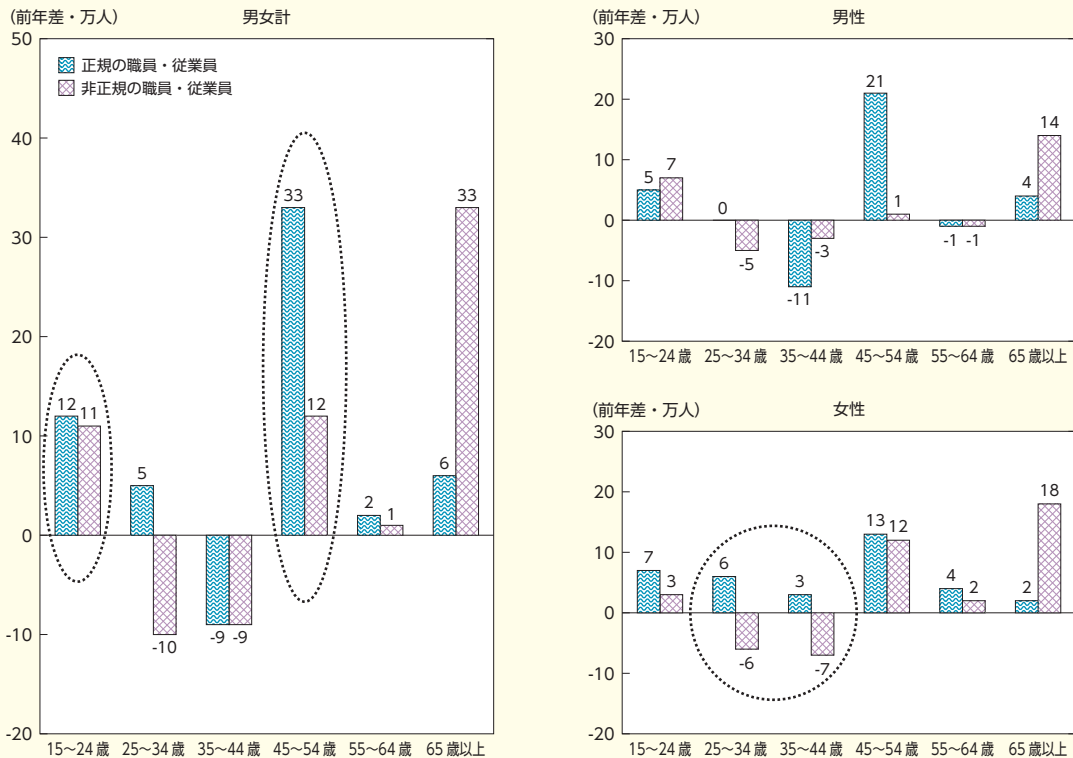 (前年差・万人)
男女計
50
40
30
20
10
0
-10
-20
正規の職員・従業員
非正規の職員・従業員
12
11
5
-10
-9
-9
33
12
2
1
6
33
15~24歳
25~34歳
35~44歳
45~54歳
55~64歳
65歳以上
(前年差・万人)
男性
30
20
10
0
-10
-20
5
7
0
-5
-11
-3
21
1
-1
-1
4
14
15~24歳
25~34歳
35~44歳
45~54歳
55~64歳
65歳以上
(前年差・万人)
女性
30
20
10
0
-10
-20
7
3
6
-6
3
-7
13
12
4
2
2
18
15~24歳
25~34歳
35~44歳
45~54歳
55~64歳
65歳以上